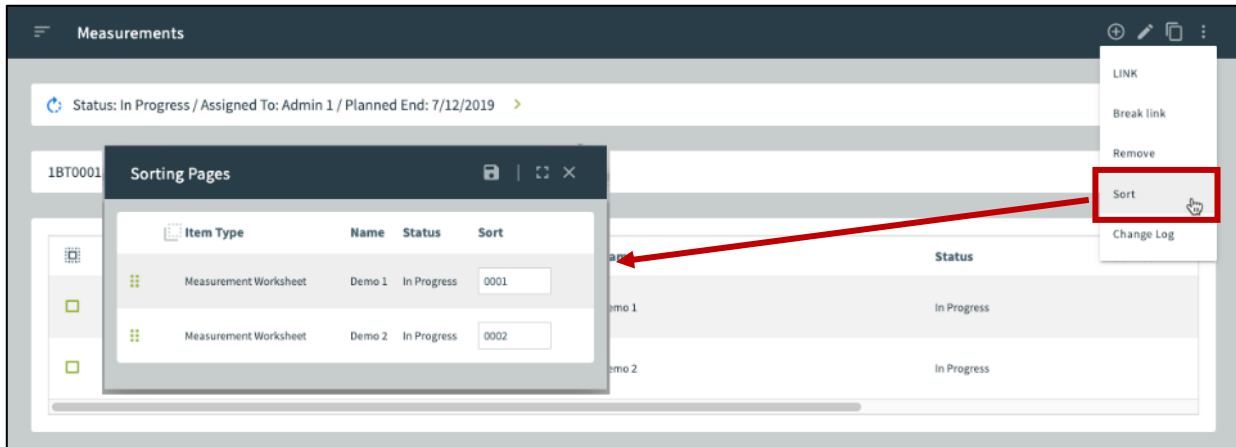 Measurements
LINK
Status: In Progress / Assigned To: Admin 1 / Planned End: 7/12/2019
Break link
Remove
1BT0001
Sorting Pages
Sort
Item Type Name Status Sort
Change Log
Status
Measurement Worksheet Demo 1 In Progress 0001
emo 1 In Progress
Measurement Worksheet Demo 2 In Progress 0002
emo 2 In Progress